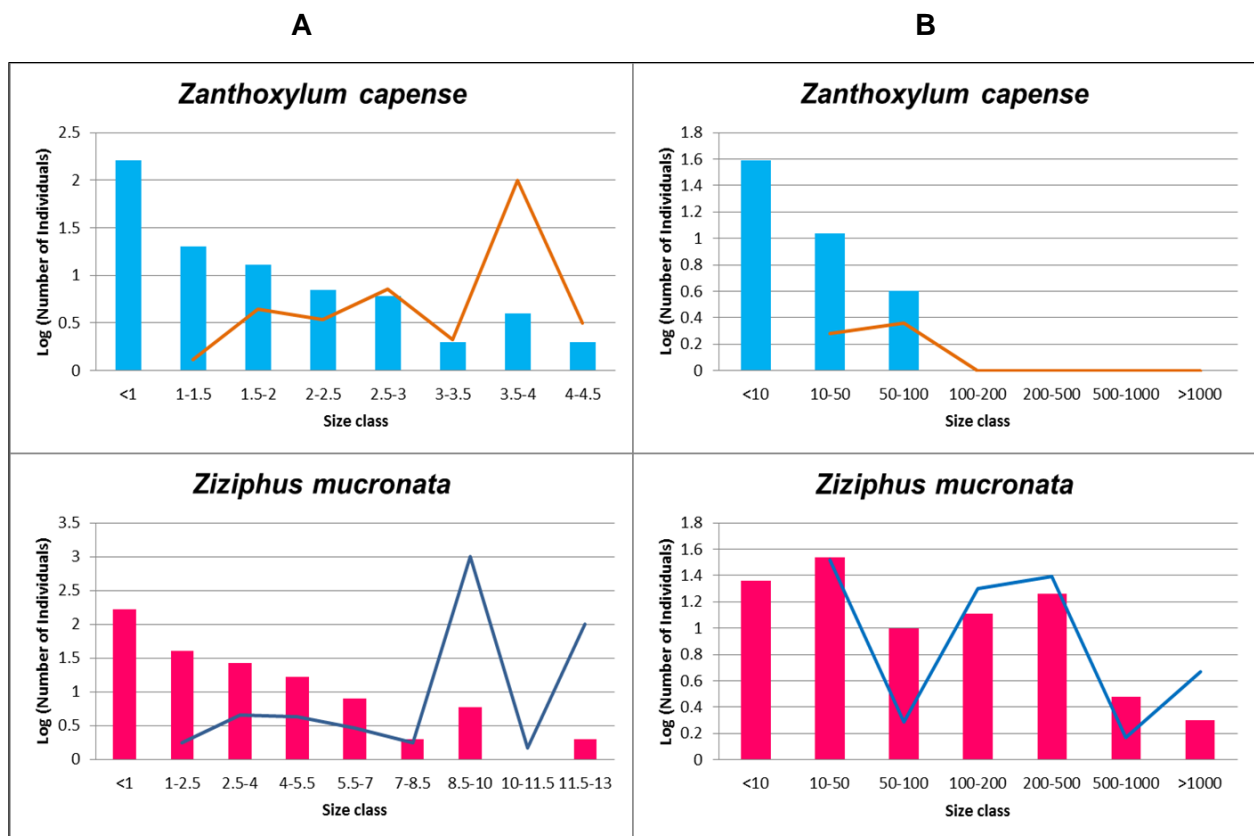 A
B
Zanthoxylum capense
Log (Number of Individuals)
2.5
2
1.5
1
0.5
0
<1 1-1.5 1.5-2 2-2.5 2.5-3 3-3.5 3.5-4 4-4.5
Size class
Zanthoxylum capense
Log (Number of Individuals)
1.8
1.6
1.4
1.2
1
0.8
0.6
0.4
0.2
0
<10 10-50 50-100 100-200 200-500 500-1000 >1000
Size class
Ziziphus mucronata
Log (Number of Individuals)
3.5
3
2.5
2
1.5
1
0.5
0
<1 1-2.5 2.5-4 4-5.5 5.5-7 7-8.5 8.5-10 10-11.5 11.5-13
Size class
Ziziphus mucronata
Log (Number of Individuals)
1.8
1.6
1.4
1.2
1
0.8
0.6
0.4
0.2
0
<10 10-50 50-100 100-200 200-500 500-1000 >1000
Size class